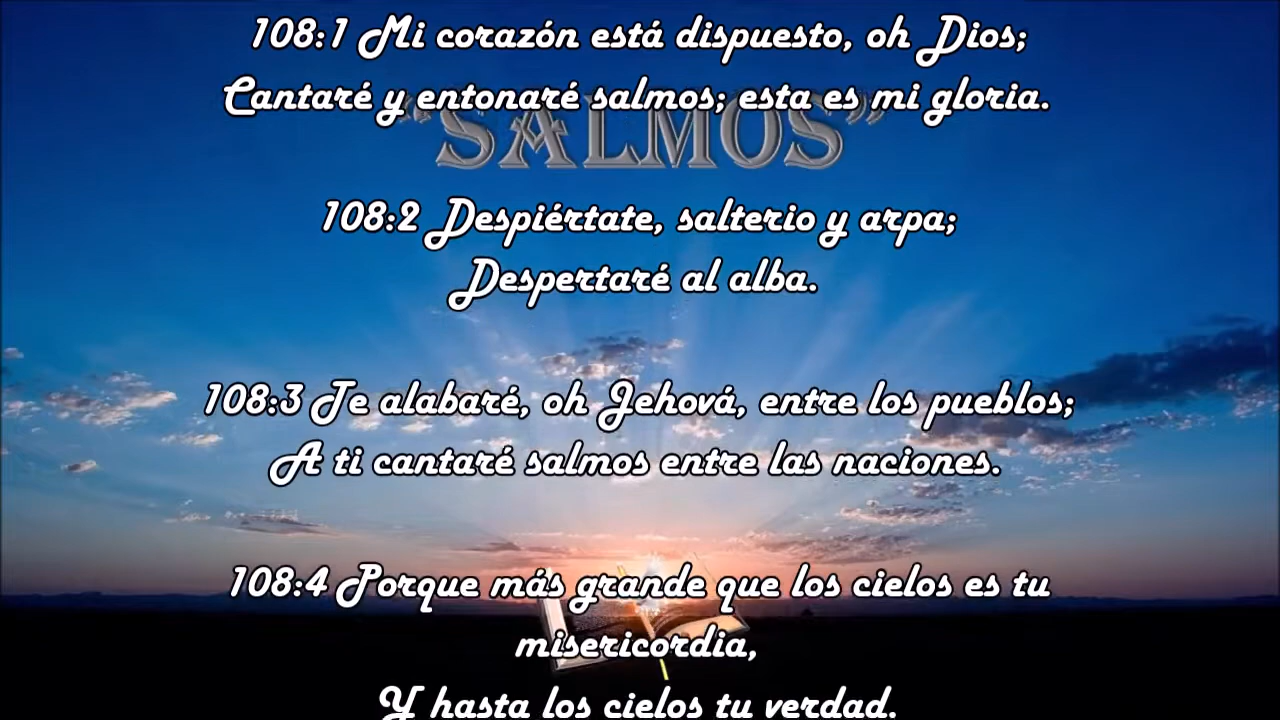 108:1 Mi corazón está dispuesto, oh Dios;
Cantaré y entonaré salmos; esta es mi gloria.
“SALMOS”
108:2 Despiértate, salterio y arpa;
Despertaré al alba.
108:3 Te alabaré, oh Jehová, entre los pueblos;
A ti cantaré salmos entre las naciones.
108:4 Porque más grande que los cielos es tu
misericordia,
Y hasta los cielos tu verdad.